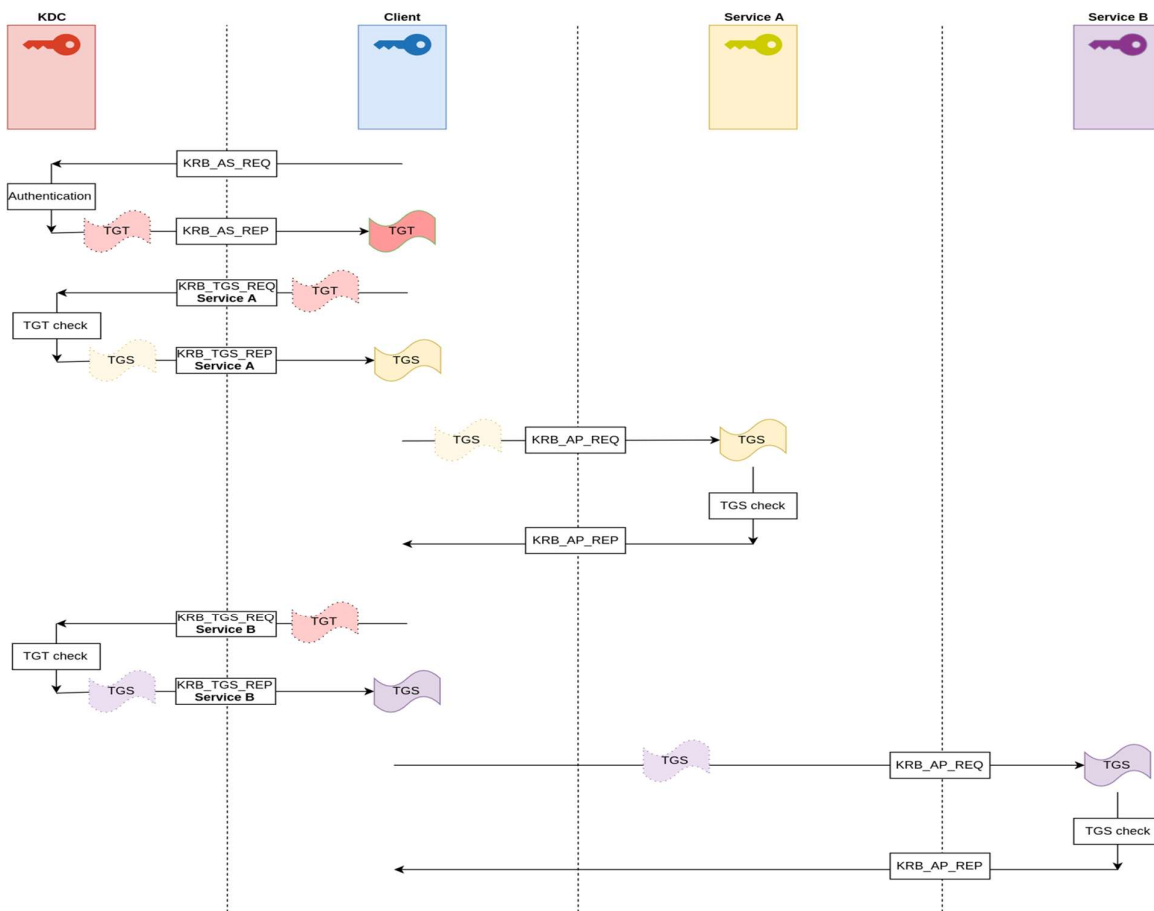 KDC
Client
Service A
Service B
KRB_AS_REQ
Authentication
TGT
KRB_AS_REP
TGT
KRB_TGS_REQ
Service A
TGT
TGT check
TGS
KRB_TGS_REP
Service A
TGS
TGS
KRB_AP_REQ
TGS
TGS check
KRB_AP_REP
KRB_TGS_REQ
Service B
TGT
TGT check
TGS
KRB_TGS_REP
Service B
TGS
TGS
KRB_AP_REQ
TGS
TGS check
KRB_AP_REP